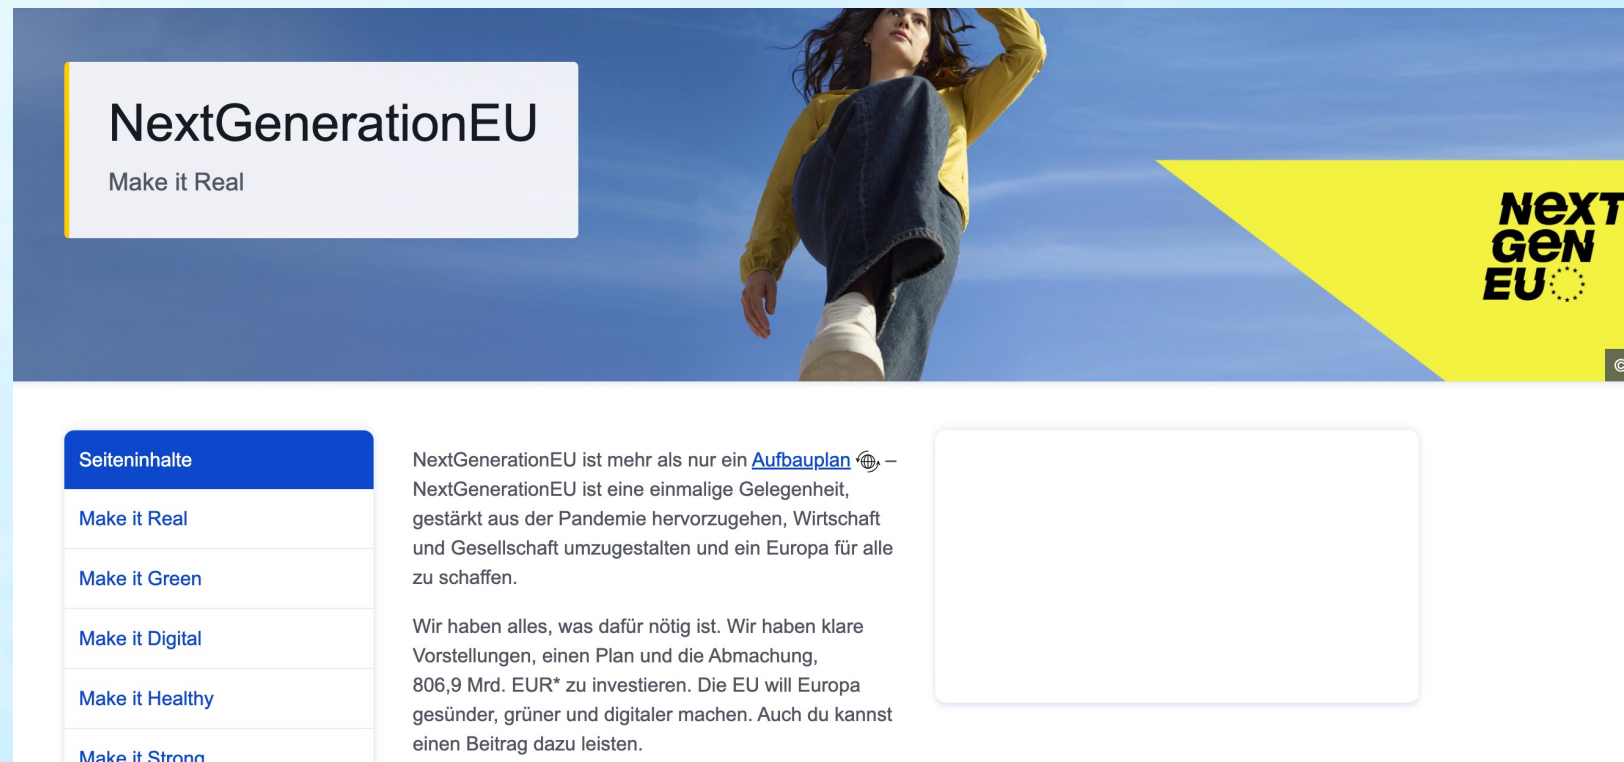 NextGenerationEU
Make it Real
NEXT
GEN
EU
©
Seiteninhalte
Make it Real
Make it Green
Make it Digital
Make it Healthy
Make it Strong
NextGenerationEU ist mehr als nur ein Aufbauplan –
NextGenerationEU ist eine einmalige Gelegenheit,
gestärkt aus der Pandemie hervorzugehen, Wirtschaft
und Gesellschaft umzugestalten und ein Europa für alle
zu schaffen.
Wir haben alles, was dafür nötig ist. Wir haben klare
Vorstellungen, einen Plan und die Abmachung,
806,9 Mrd. EUR* zu investieren. Die EU will Europa
gesünder, grüner und digitaler machen. Auch du kannst
einen Beitrag dazu leisten.